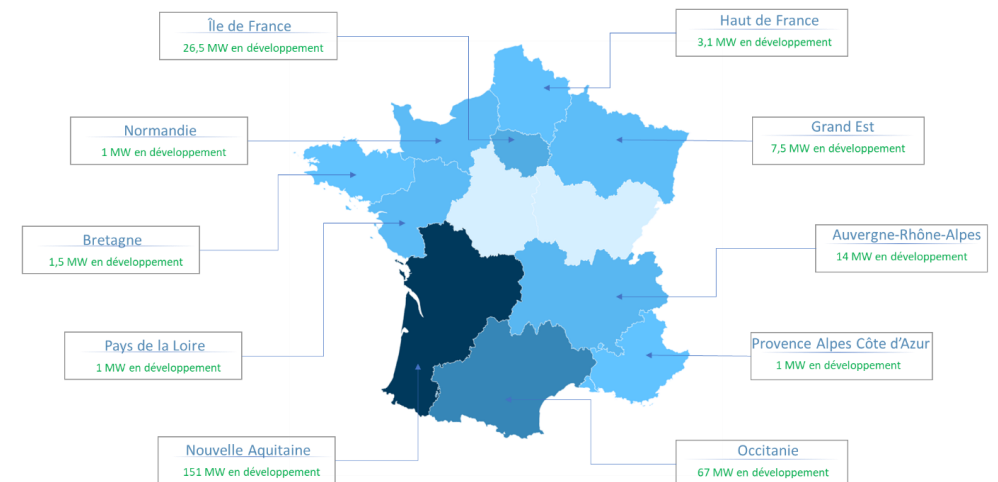 Île de France
26,5 MW en développement
Haut de France
3,1 MW en développement
Normandie
1 MW en développement
Grand Est
7,5 MW en développement
Bretagne
1,5 MW en développement
Auvergne-Rhône-Alpes
14 MW en développement
Pays de la Loire
1 MW en développement
Provence Alpes Côte d'Azur
1 MW en développement
Nouvelle Aquitaine
151 MW en développement
Occitanie
67 MW en développement